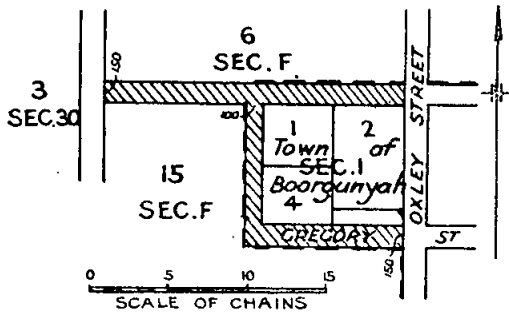 6
SEC. F
150
3
SEC. 30
100
1
2
Town of
SEC. 1
Boorgunyah
4
15
SEC. F
OXLEY STREET
GREGORY ST
150
0 5 10 15
SCALE OF CHAINS